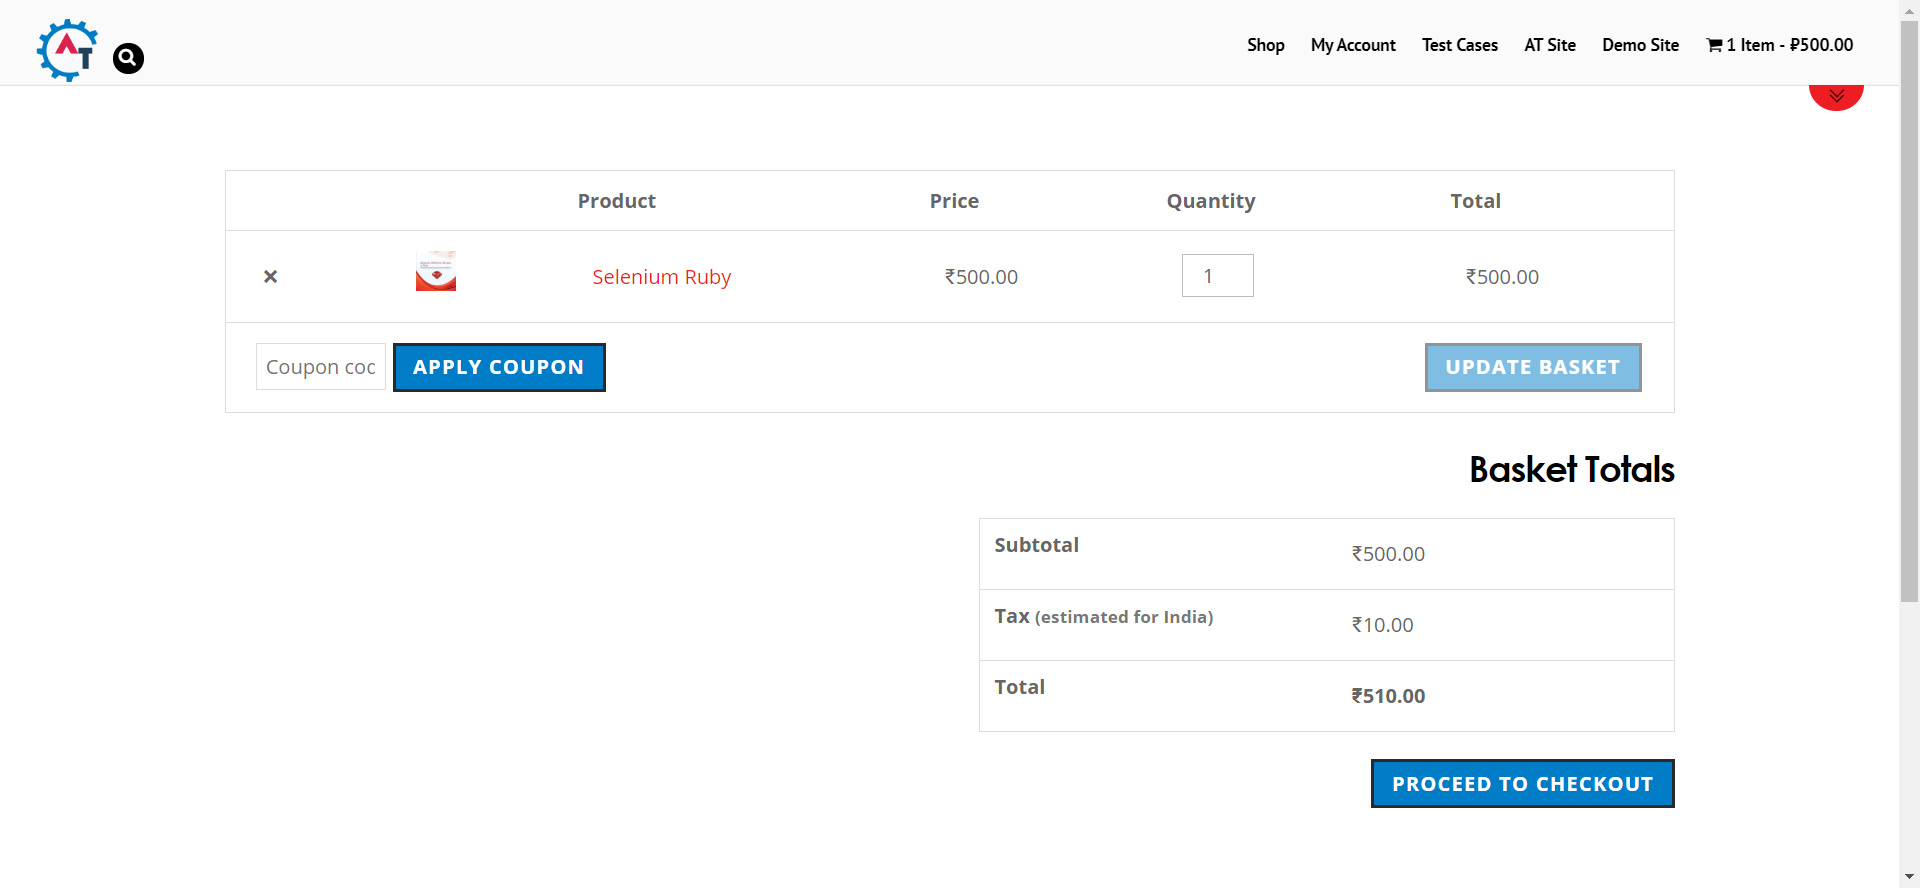 AT
Shop
My Account
Test Cases
AT Site
Demo Site
1 Item - ₽500.00
Product
Price
Quantity
Total
×
Selenium Ruby
₹500.00
1
₹500.00
Coupon coc
APPLY COUPON
UPDATE BASKET
Basket Totals
Subtotal
₹500.00
Tax (estimated for India)
₹10.00
Total
₹510.00
PROCEED TO CHECKOUT